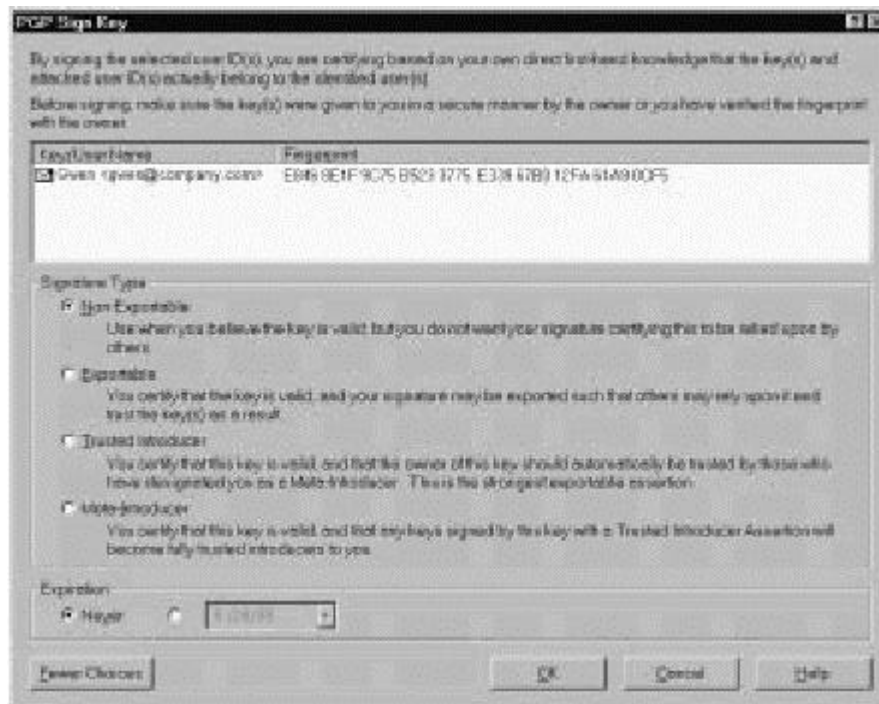 PGP Sign Key
By signing the selected user ID(s), you are certifying based on your own direct first-hand knowledge that the key(s) and
attached user ID(s) actually belong to the identified user(s).
Before signing, make sure the key(s) were given to you in a secure manner by the owner or you have verified the fingerprint
with the owner.
Key/User Name Fingerprint
Gwen <gwen@company.com>
Signature Type
Non-Exportable
Use when you believe the key is valid, but you do not want your signature certifying this to be relied upon by
others.
Exportable
You certify that the key is valid, and your signature may be exported such that others may rely upon it and
trust the key(s) as a result.
Trusted Introducer
You certify that this key is valid, and that the owner of this key should automatically be trusted by those who
have designated you as a Meta-Introducer. This is the strongest exportable assertion.
Meta-Introducer
You certify that this key is valid, and that any keys signed by this key with a Trusted Introducer Assertion will
become fully trusted introducers to you.
Expiration
Never
Fewer Choices OK Cancel Help